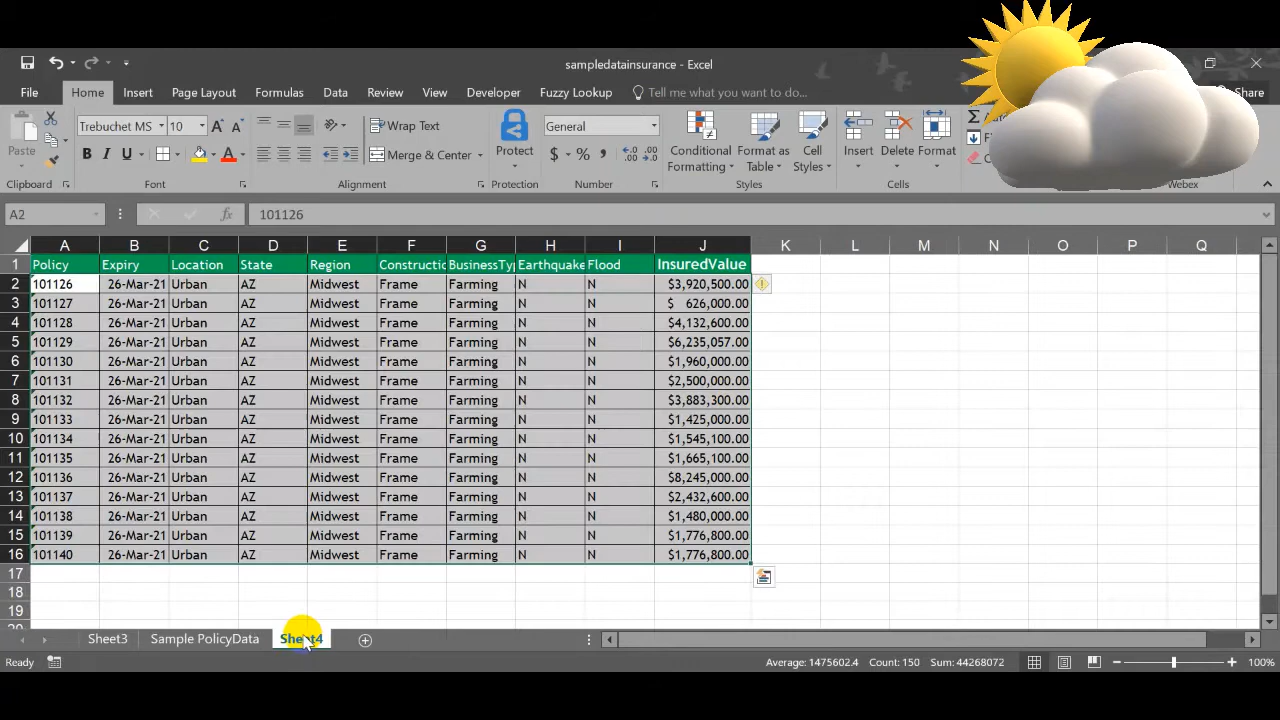 sampledatainsurance - Excel
File Home Insert Page Layout Formulas Data Review View Developer Fuzzy Lookup Tell me what you want to do... Share
Paste
Trebuchet MS 10 A A
B I U A
Wrap Text
Merge & Center
Protect
General
$ % ,
Conditional Formatting
Format as Table
Cell Styles
Insert Delete Format
Clipboard Font Alignment Protection Number Styles Cells Webex
A2 fx 101126
A B C D E F G H I J K L M N O P Q
1 Policy Expiry Location State Region Constructic BusinessTyp Earthquake Flood InsuredValue
2 101126 26-Mar-21 Urban AZ Midwest Frame Farming N N $3,920,500.00
3 101127 26-Mar-21 Urban AZ Midwest Frame Farming N N $ 626,000.00
4 101128 26-Mar-21 Urban AZ Midwest Frame Farming N N $4,132,600.00
5 101129 26-Mar-21 Urban AZ Midwest Frame Farming N N $6,235,057.00
6 101130 26-Mar-21 Urban AZ Midwest Frame Farming N N $1,960,000.00
7 101131 26-Mar-21 Urban AZ Midwest Frame Farming N N $2,500,000.00
8 101132 26-Mar-21 Urban AZ Midwest Frame Farming N N $3,883,300.00
9 101133 26-Mar-21 Urban AZ Midwest Frame Farming N N $1,425,000.00
10 101134 26-Mar-21 Urban AZ Midwest Frame Farming N N $1,545,100.00
11 101135 26-Mar-21 Urban AZ Midwest Frame Farming N N $1,665,100.00
12 101136 26-Mar-21 Urban AZ Midwest Frame Farming N N $8,245,000.00
13 101137 26-Mar-21 Urban AZ Midwest Frame Farming N N $2,432,600.00
14 101138 26-Mar-21 Urban AZ Midwest Frame Farming N N $1,480,000.00
15 101139 26-Mar-21 Urban AZ Midwest Frame Farming N N $1,776,800.00
16 101140 26-Mar-21 Urban AZ Midwest Frame Farming N N $1,776,800.00
17
18
19
Sheet3 Sample PolicyData Sheet4
Ready Average: 1475602.4 Count: 150 Sum: 44268072 100%